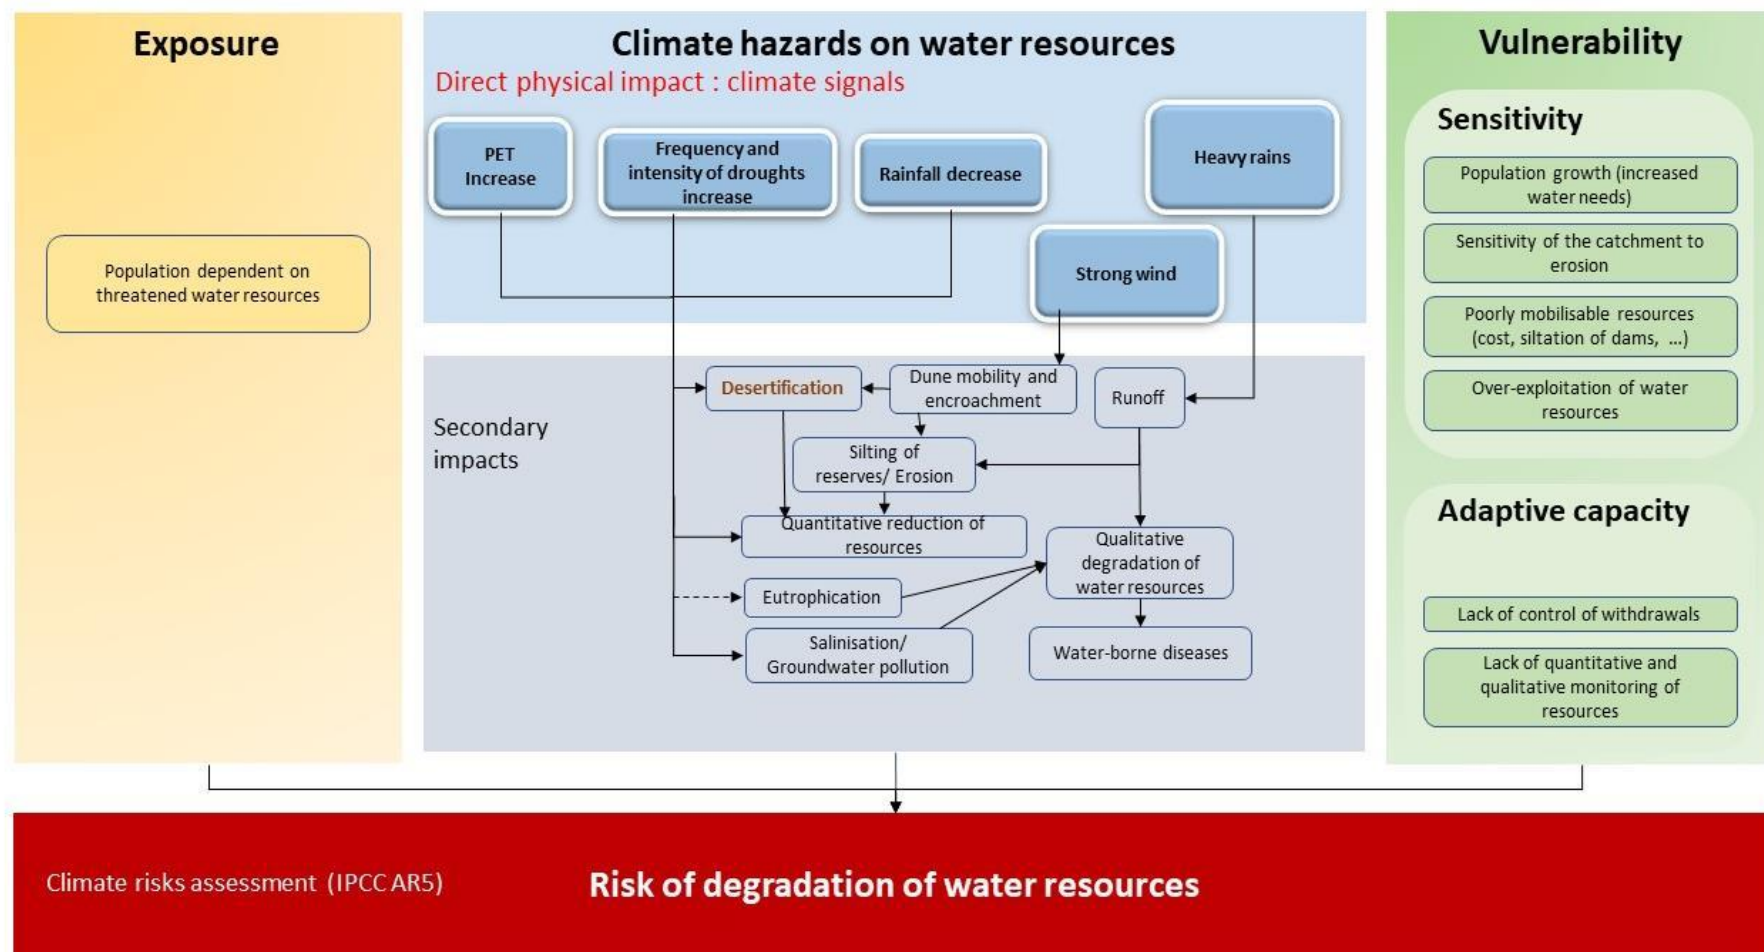 Exposure
Population dependent on
threatened water resources
Climate hazards on water resources
Direct physical impact : climate signals
PET
Increase
Frequency and
intensity of droughts
increase
Rainfall decrease
Heavy rains
Strong wind
Secondary
impacts
Desertification
Dune mobility and
encroachment
Runoff
Silting of
reserves/ Erosion
Quantitative reduction of
resources
Qualitative
degradation of
water resources
Eutrophication
Salinisation/
Groundwater pollution
Water-borne diseases
Vulnerability
Sensitivity
Population growth (increased
water needs)
Sensitivity of the catchment to
erosion
Poorly mobilisable resources
(cost, siltation of dams, ...)
Over-exploitation of water
resources
Adaptive capacity
Lack of control of withdrawals
Lack of quantitative and
qualitative monitoring of
resources
Climate risks assessment (IPCC AR5)
Risk of degradation of water resources